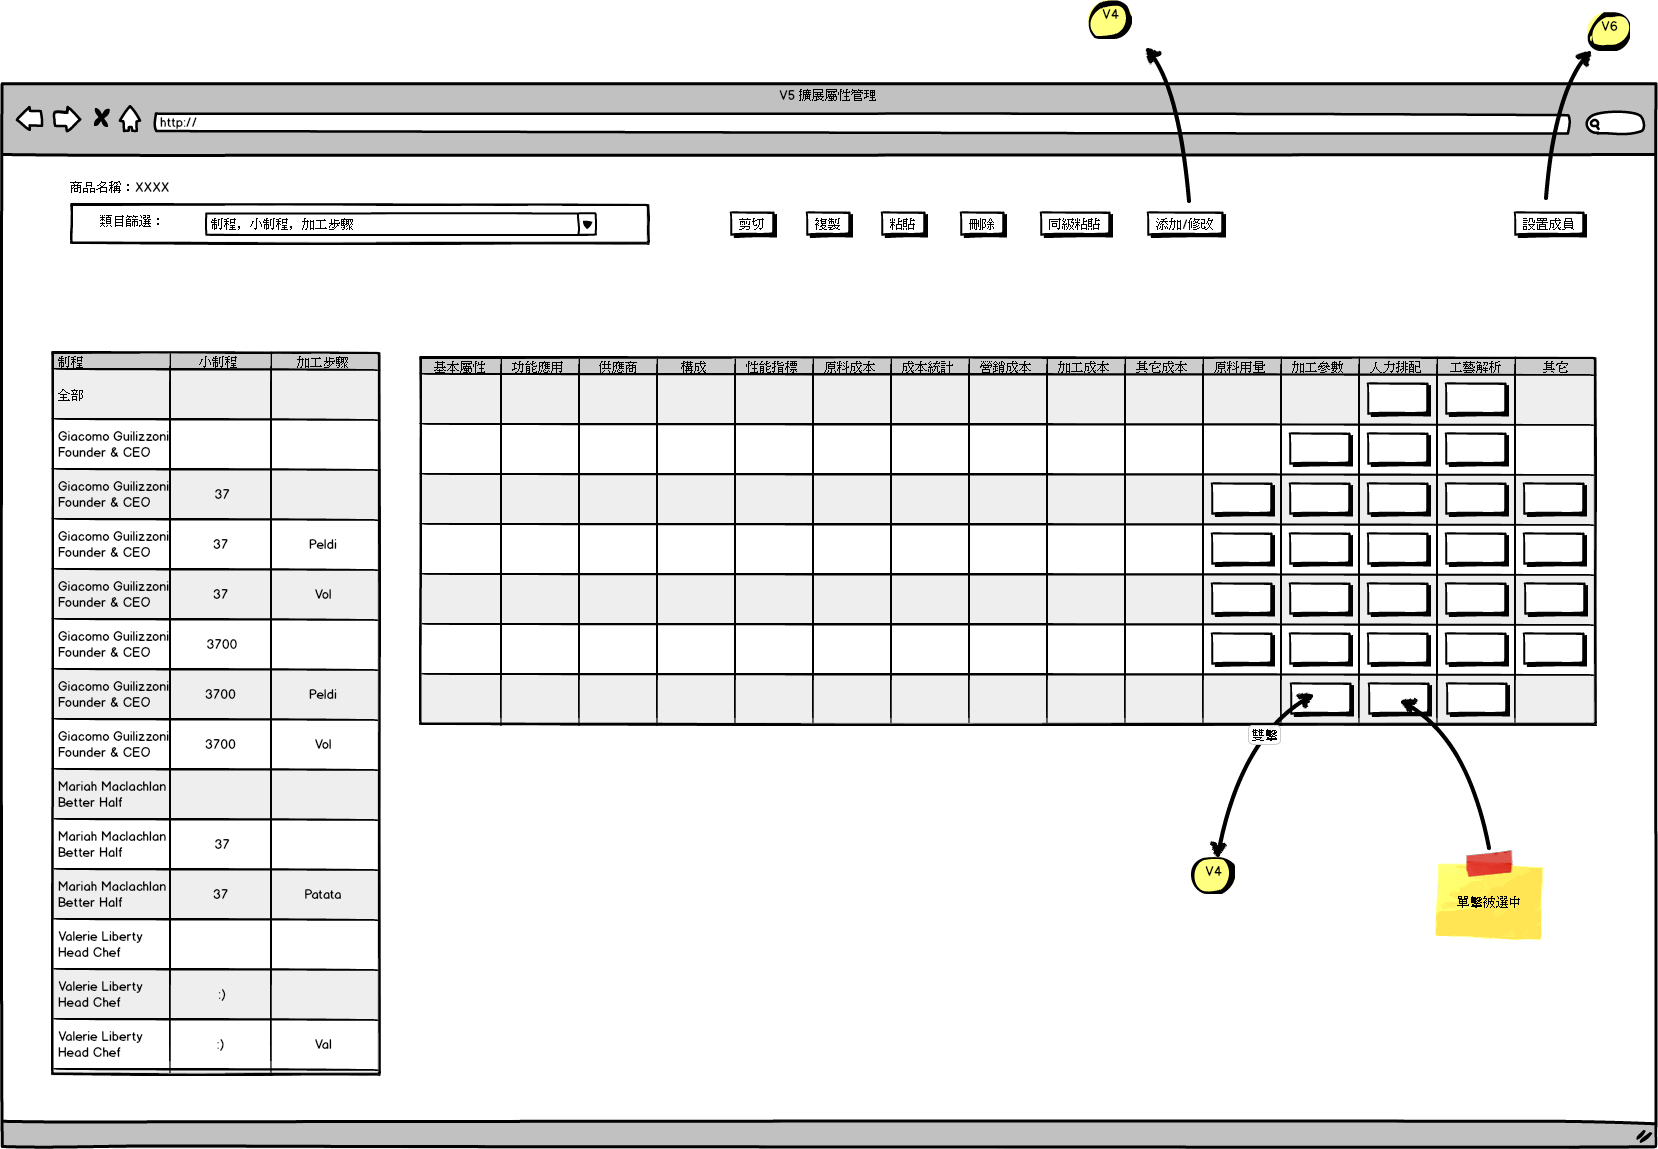 V4
V6
V5 擴展屬性管理
http://
商品名稱：XXXX
類目篩選：
制程，小制程，加工步驟
剪切
複製
粘貼
刪除
同級粘貼
添加/修改
設置成員
制程 小制程 加工步驟
全部
Giacomo Guilizzoni
Founder & CEO
Giacomo Guilizzoni
Founder & CEO
37
Giacomo Guilizzoni
Founder & CEO
37
Peldi
Giacomo Guilizzoni
Founder & CEO
37
Vol
Giacomo Guilizzoni
Founder & CEO
3700
Giacomo Guilizzoni
Founder & CEO
3700
Peldi
Giacomo Guilizzoni
Founder & CEO
3700
Vol
Mariah Maclachlan
Better Half
Mariah Maclachlan
Better Half
37
Mariah Maclachlan
Better Half
37
Patata
Valerie Liberty
Head Chef
Valerie Liberty
Head Chef
:)
Valerie Liberty
Head Chef
:)
Val
基本屬性 功能應用 供應商 構成 性能指標 原料成本 成本統計 營銷成本 加工成本 其它成本 原料用量 加工參數 人力排配 工藝解析 其它
雙擊
V4
單擊被選中